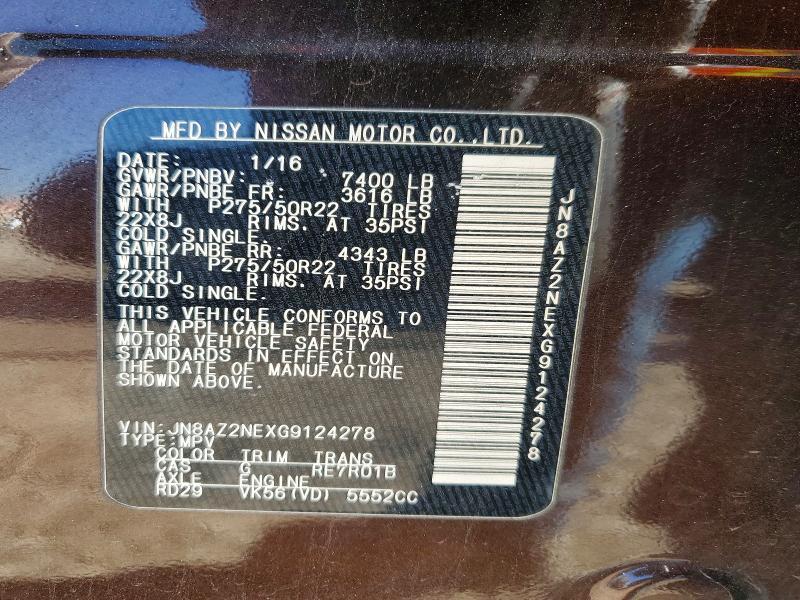 MFD BY NISSAN MOTOR CO.,LTD.
DATE: 1/16
GVWR/PNBV: 7400 LB
GAWR/PNBE FR: 3616 LB
WITH P275/50R22 TIRES
22X8J RIMS. AT 35PSI
COLD SINGLE.
GAWR/PNBE RR: 4343 LB
WITH P275/50R22 TIRES
22X8J RIMS. AT 35PSI
COLD SINGLE.
THIS VEHICLE CONFORMS TO
ALL APPLICABLE FEDERAL
MOTOR VEHICLE SAFETY
STANDARDS IN EFFECT ON
THE DATE OF MANUFACTURE
SHOWN ABOVE.
VIN:JN8AZ2NEXG9124278
TYPE:MPV
COLOR TRIM TRANS
CAS G RE7R01B
AXLE ENGINE
RD29 VK56(VD) 5552CC
JN8AZ2NEXG9124278